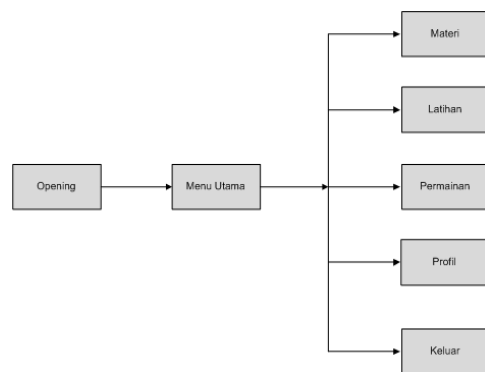 Materi
Latihan
Opening
Menu Utama
Permainan
Profil
Keluar